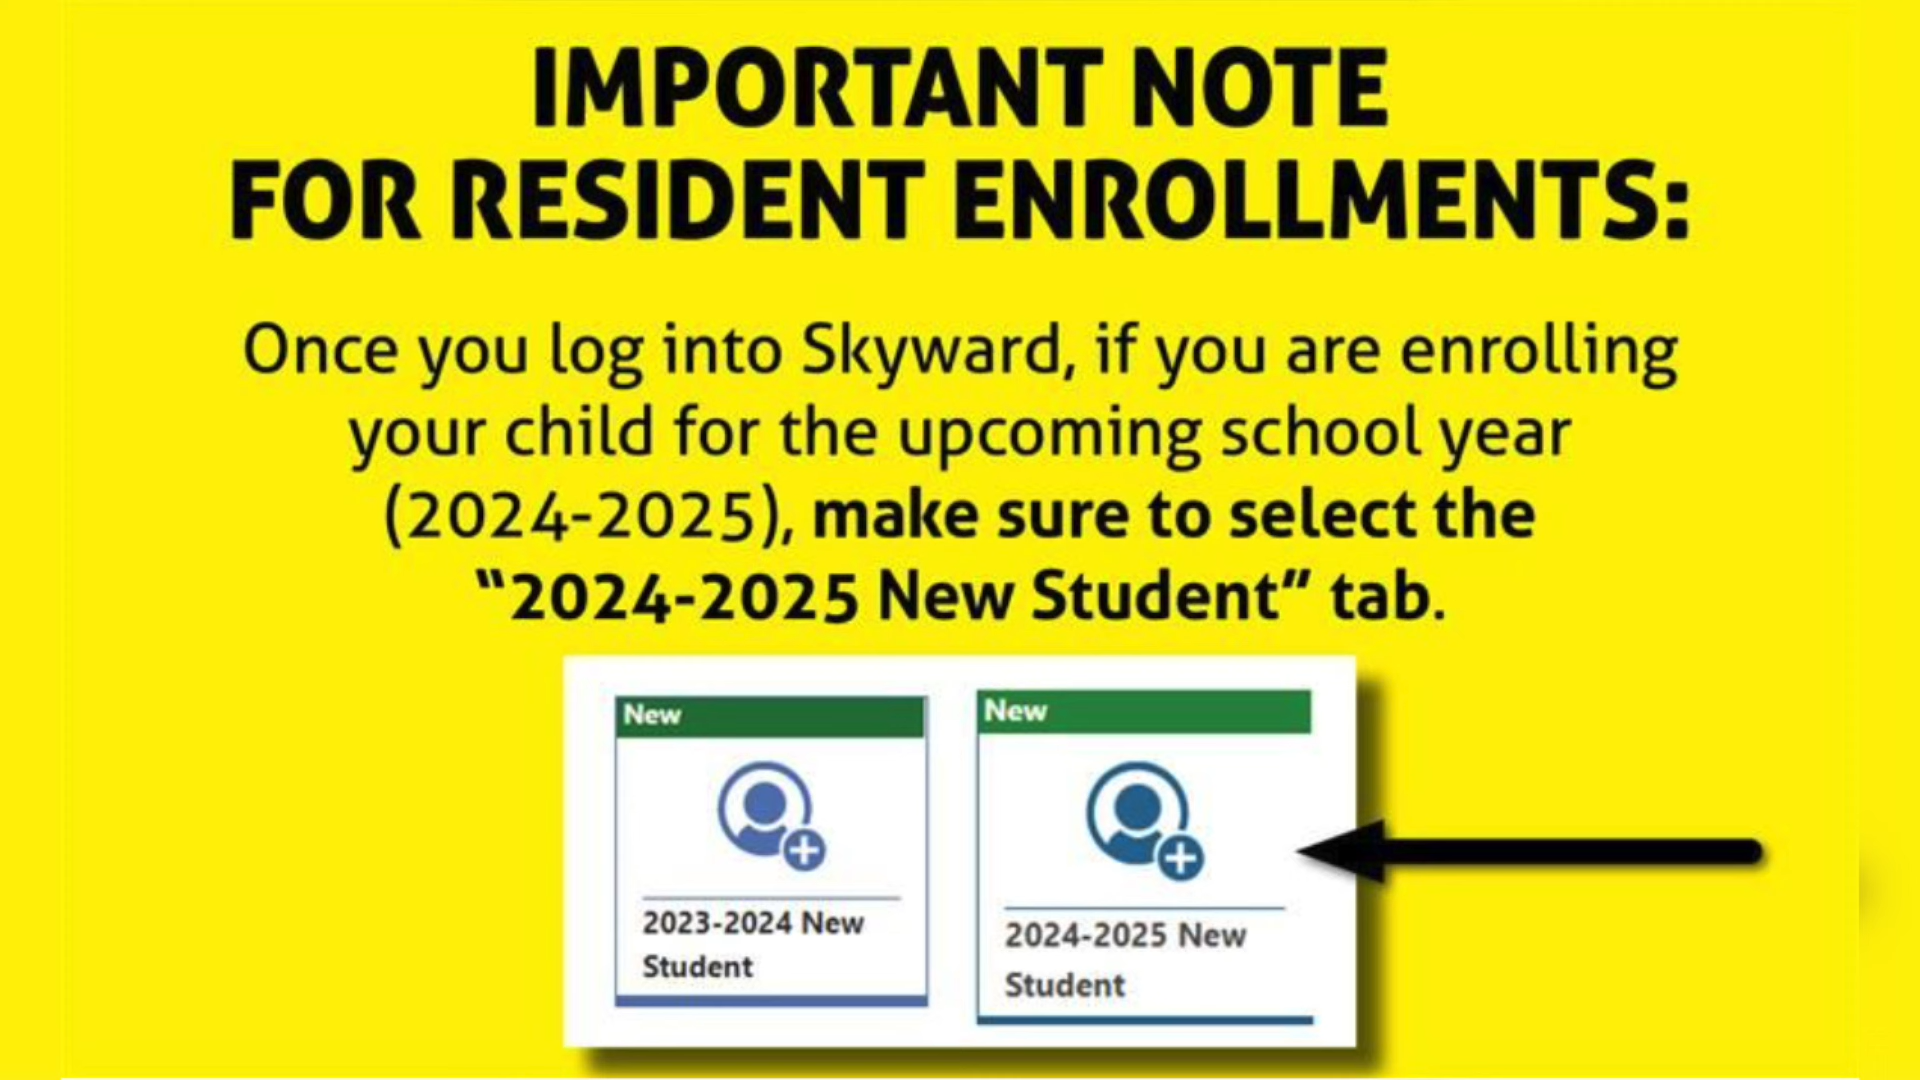 IMPORTANT NOTE
FOR RESIDENT ENROLLMENTS:
Once you log into Skyward, if you are enrolling
your child for the upcoming school year
(2024-2025), make sure to select the
“2024-2025 New Student” tab.
New
2023-2024 New
Student
New
2024-2025 New
Student